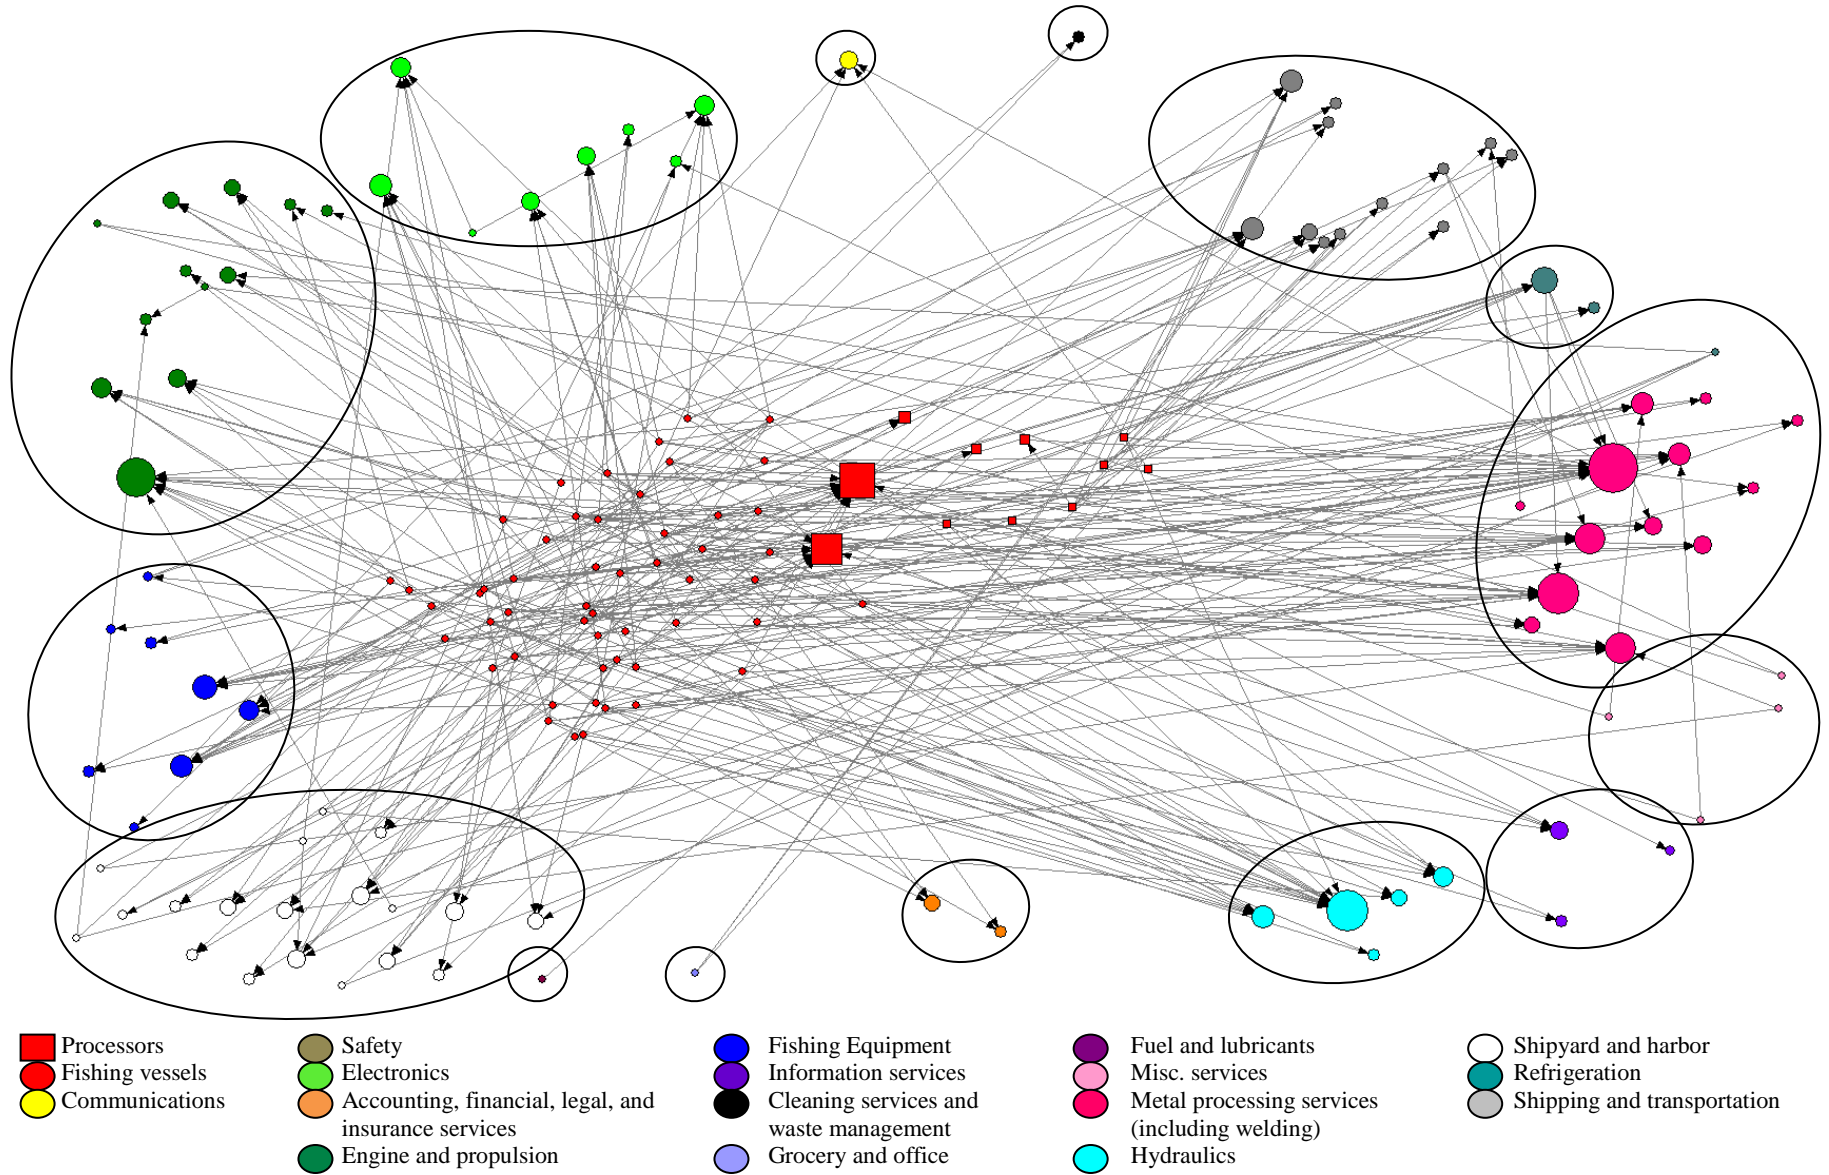 Processors
Fishing vessels
Communications
Safety
Electronics
Accounting, financial, legal, and
insurance services
Engine and propulsion
Fishing Equipment
Information services
Cleaning services and
waste management
Grocery and office
Fuel and lubricants
Misc. services
Metal processing services
(including welding)
Hydraulics
Shipyard and harbor
Refrigeration
Shipping and transportation